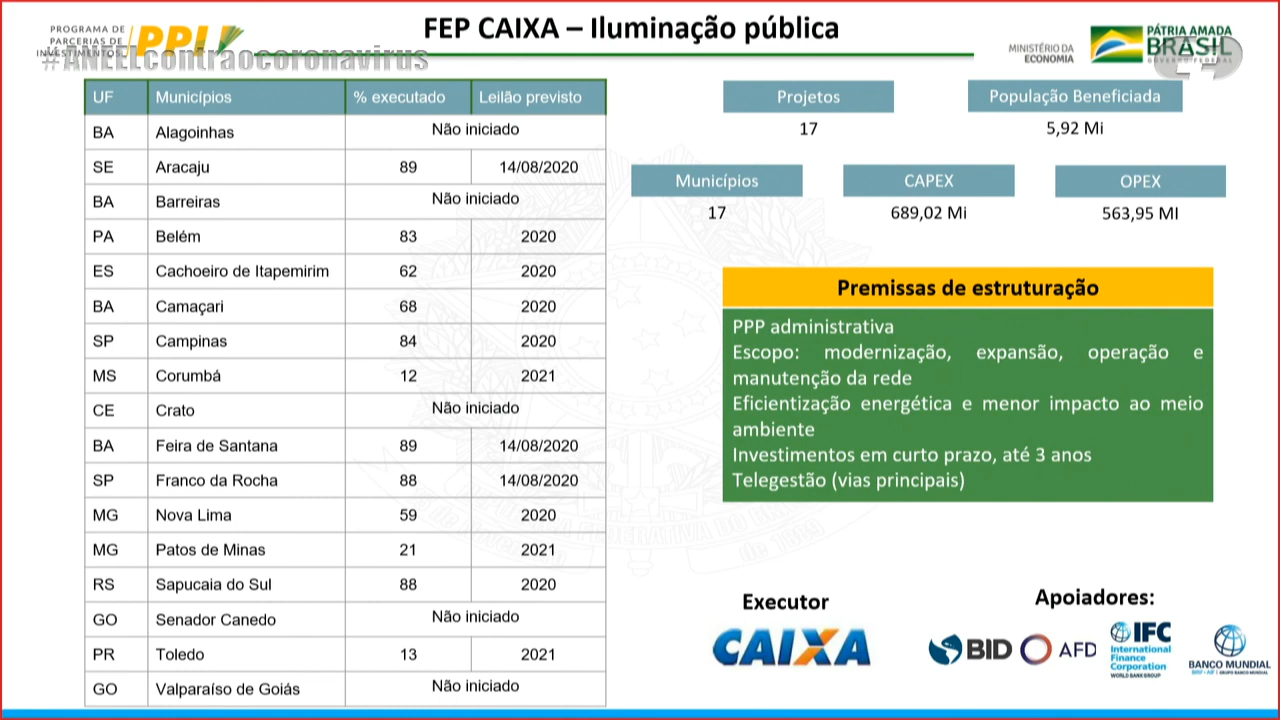 FEP CAIXA – Iluminação pública
PROGRAMA DE
PARCERIAS DE
INVESTIMENTOS
PPI
#ANEELcontraocoronavirus
MINISTÉRIO DA
ECONOMIA
PÁTRIA AMADA
BRASIL
GOVERNO FEDERAL
UF Municípios % executado Leilão previsto
BA Alagoinhas Não iniciado
SE Aracaju 89 14/08/2020
BA Barreiras Não iniciado
PA Belém 83 2020
ES Cachoeiro de Itapemirim 62 2020
BA Camaçari 68 2020
SP Campinas 84 2020
MS Corumbá 12 2021
CE Crato Não iniciado
BA Feira de Santana 89 14/08/2020
SP Franco da Rocha 88 14/08/2020
MG Nova Lima 59 2020
MG Patos de Minas 21 2021
RS Sapucaia do Sul 88 2020
GO Senador Canedo Não iniciado
PR Toledo 13 2021
GO Valparaíso de Goiás Não iniciado
Projetos População Beneficiada
17 5,92 Mi
Municípios CAPEX OPEX
17 689,02 Mi 563,95 MI
Premissas de estruturação
PPP administrativa
Escopo: modernização, expansão, operação e
manutenção da rede
Eficientização energética e menor impacto ao meio
ambiente
Investimentos em curto prazo, até 3 anos
Telegestão (vias principais)
Executor
CAIXA
Apoiadores:
BID
AFD
IFC
International
Finance
Corporation
WORLD BANK GROUP
BANCO MUNDIAL